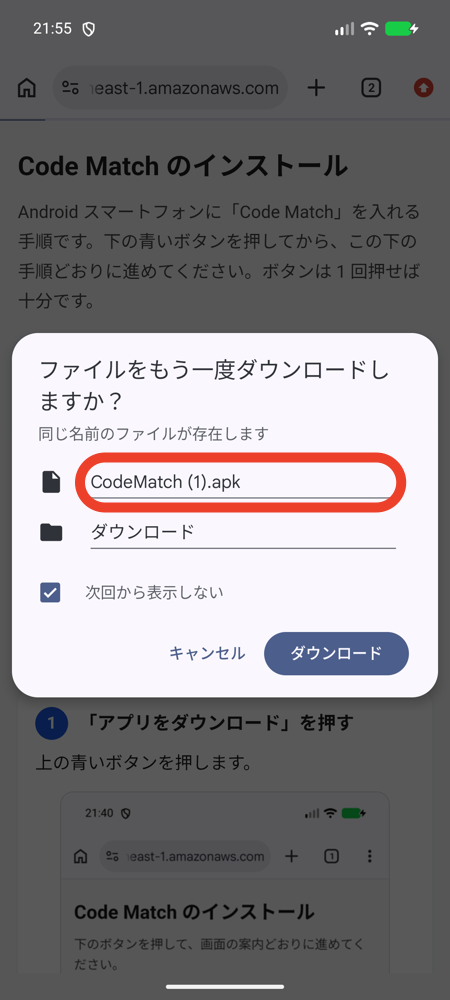 21:55
east-1.amazonaws.com
2
Code Match のインストール
Android スマートフォンに「Code Match」を入れる
手順です。下の青いボタンを押してから、この下の
手順どおりに進めてください。ボタンは 1 回押せば
十分です。
ファイルをもう一度ダウンロードし
ますか？
同じ名前のファイルが存在します
CodeMatch (1).apk
ダウンロード
次回から表示しない
キャンセル
ダウンロード
1
「アプリをダウンロード」を押す
上の青いボタンを押します。
21:40
east-1.amazonaws.com
1
Code Match のインストール
下のボタンを押して、画面の案内どおりに進めてく
ださい。